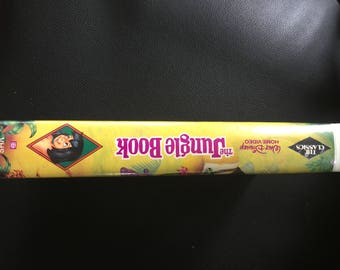 THE
CLASSICS
WALT DISNEY
HOME VIDEO
The
Jungle Book